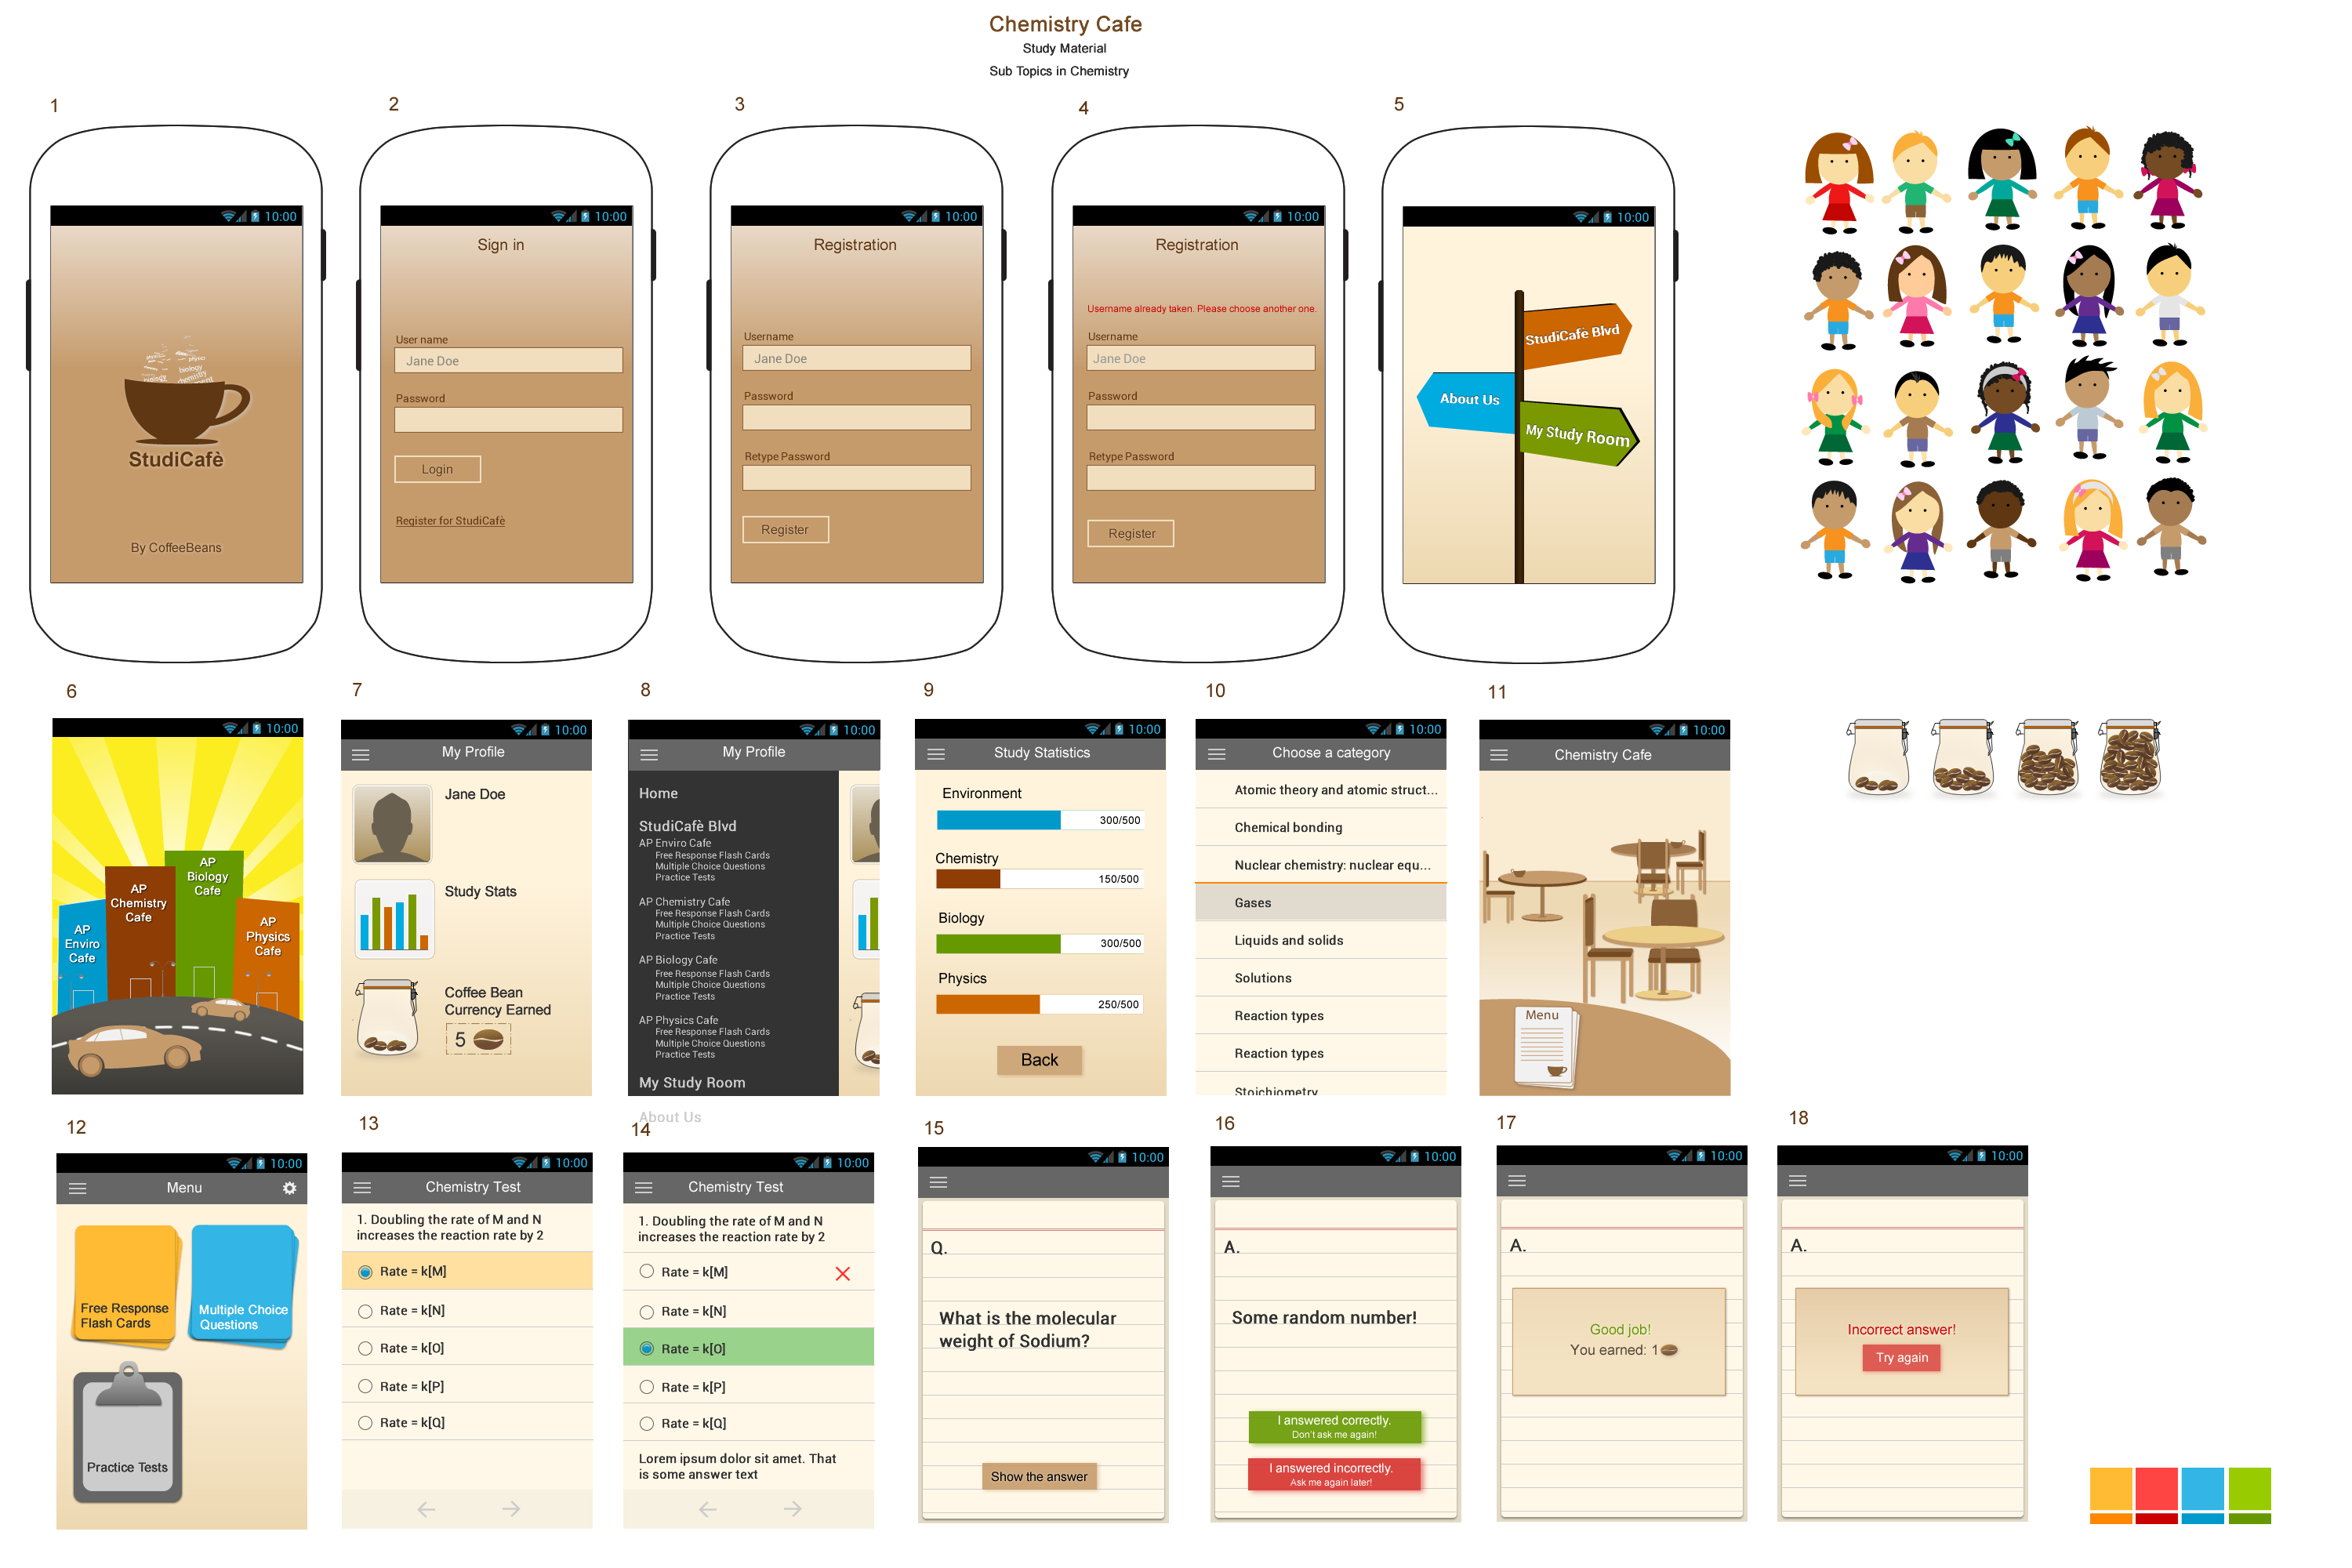 Chemistry Cafe
Study Material
Sub Topics in Chemistry
1
2
3
4
5
10:00
biology
chemistry
StudiCafè
By CoffeeBeans
10:00
Sign in
User name
Jane Doe
Password
Login
Register for StudiCafè
10:00
Registration
Username
Jane Doe
Password
Retype Password
Register
10:00
Registration
Username already taken. Please choose another one.
Username
Jane Doe
Password
Retype Password
Register
10:00
StudiCafè Blvd
About Us
My Study Room
6
7
8
9
10
11
10:00
AP
Biology
Cafe
AP
Chemistry
Cafe
AP
Enviro
Cafe
AP
Physics
Cafe
10:00
My Profile
Jane Doe
Study Stats
Coffee Bean
Currency Earned
5
10:00
My Profile
Home
StudiCafè Blvd
AP Enviro Cafe
Free Response Flash Cards
Multiple Choice Questions
Practice Tests
AP Chemistry Cafe
Free Response Flash Cards
Multiple Choice Questions
Practice Tests
AP Biology Cafe
Free Response Flash Cards
Multiple Choice Questions
Practice Tests
AP Physics Cafe
Free Response Flash Cards
Multiple Choice Questions
Practice Tests
My Study Room
About Us
10:00
Study Statistics
Environment
300/500
Chemistry
150/500
Biology
300/500
Physics
250/500
Back
10:00
Choose a category
Atomic theory and atomic struct...
Chemical bonding
Nuclear chemistry: nuclear equ...
Gases
Liquids and solids
Solutions
Reaction types
Reaction types
Stoichiometry
10:00
Chemistry Cafe
Menu
12
13
14
15
16
17
18
10:00
Menu
Free Response
Flash Cards
Multiple Choice
Questions
Practice Tests
10:00
Chemistry Test
1. Doubling the rate of M and N
increases the reaction rate by 2
Rate = k[M]
Rate = k[N]
Rate = k[O]
Rate = k[P]
Rate = k[Q]
10:00
Chemistry Test
1. Doubling the rate of M and N
increases the reaction rate by 2
Rate = k[M]
Rate = k[N]
Rate = k[O]
Rate = k[P]
Rate = k[Q]
Lorem ipsum dolor sit amet. That
is some answer text
10:00
Q.
What is the molecular
weight of Sodium?
Show the answer
10:00
A.
Some random number!
I answered correctly.
Don't ask me again!
I answered incorrectly.
Ask me again later!
10:00
A.
Good job!
You earned: 1
10:00
A.
Incorrect answer!
Try again